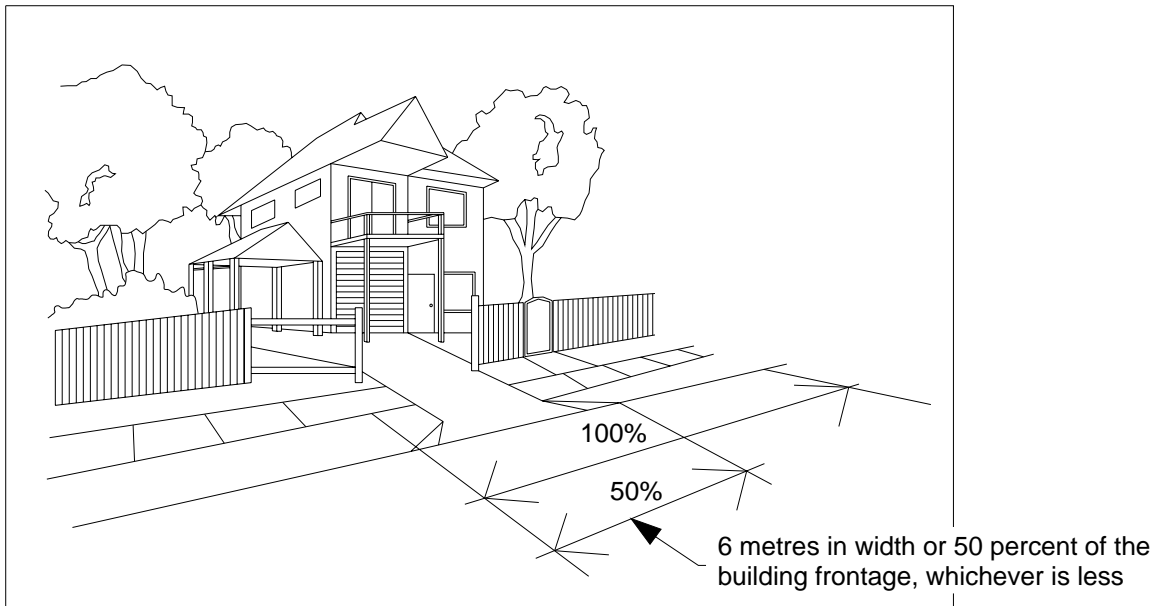 100%
50%
6 metres in width or 50 percent of the
building frontage, whichever is less